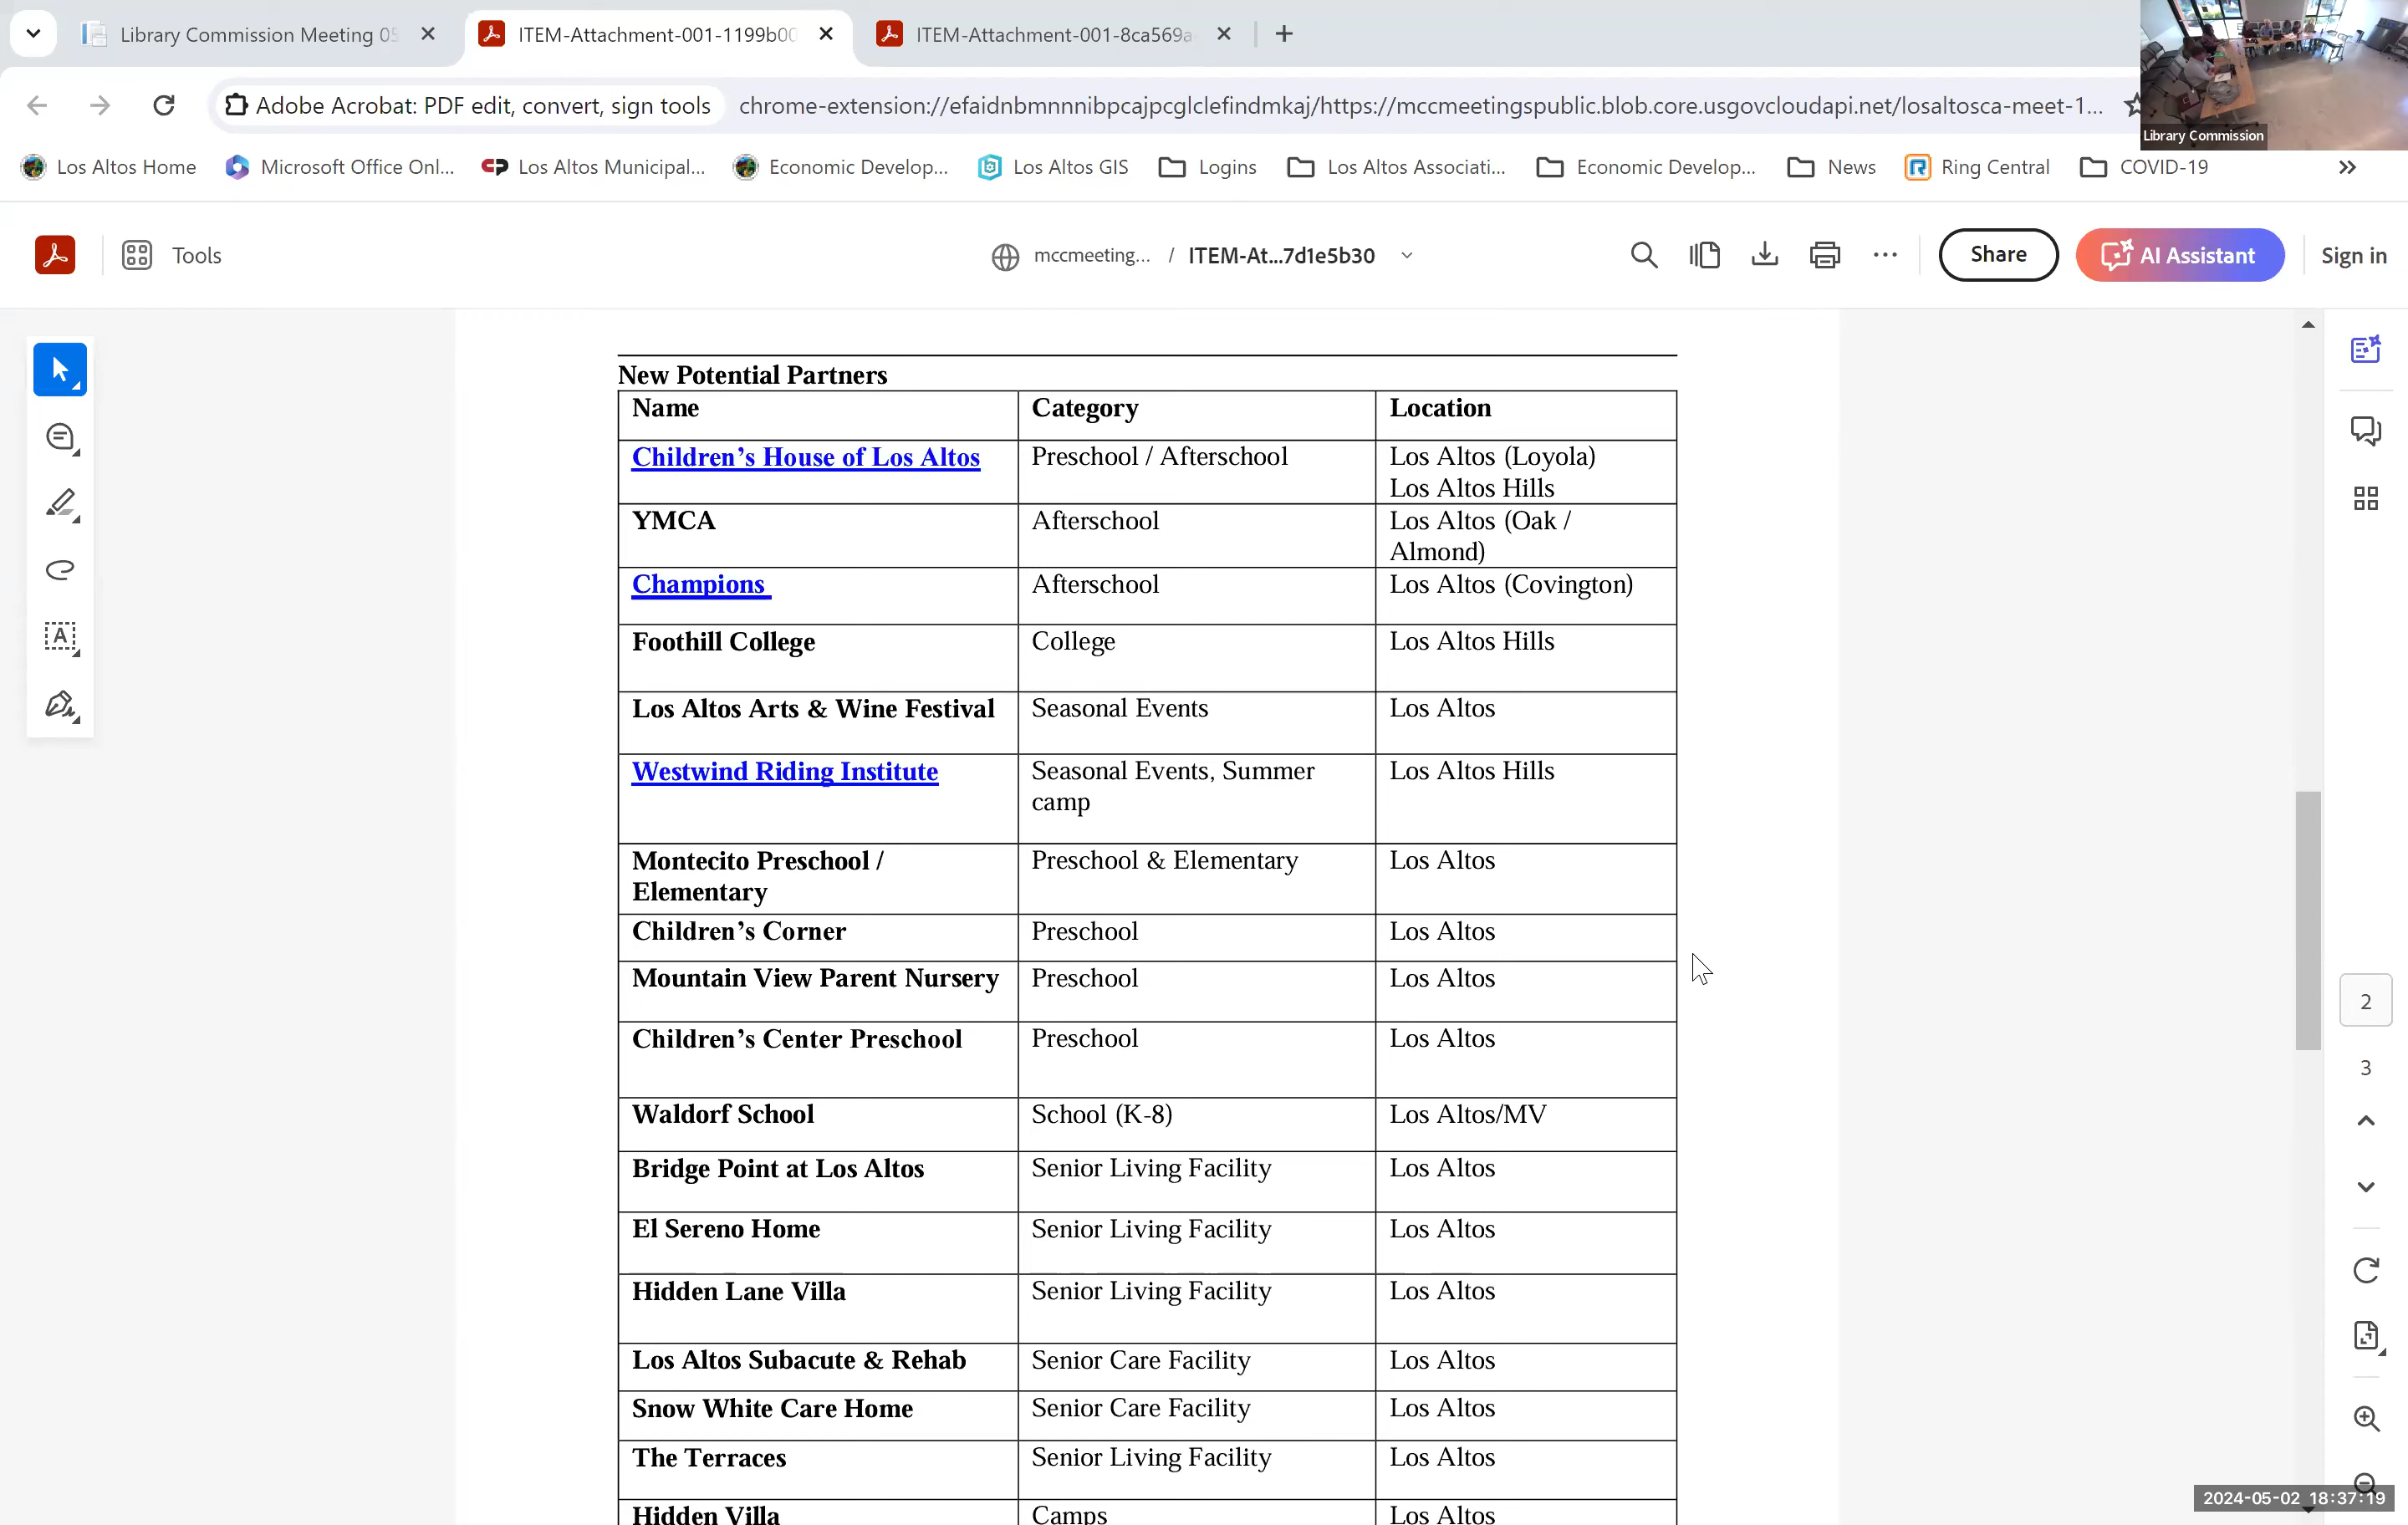 Library Commission Meeting 05
ITEM-Attachment-001-1199b00
ITEM-Attachment-001-8ca569a
Adobe Acrobat: PDF edit, convert, sign tools
chrome-extension://efaidnbmnnnibpcajpcglclefindmkaj/https://mccmeetingspublic.blob.core.usgovcloudapi.net/losaltosca-meet-1...
Library Commission
Los Altos Home
Microsoft Office Onl...
Los Altos Municipal...
Economic Develop...
Los Altos GIS
Logins
Los Altos Associati...
Economic Develop...
News
Ring Central
COVID-19
Tools
mccmeeting... / ITEM-At...7d1e5b30
Share
AI Assistant
Sign in
New Potential Partners
Name Category Location
Children's House of Los Altos Preschool / Afterschool Los Altos (Loyola)
Los Altos Hills
YMCA Afterschool Los Altos (Oak /
Almond)
Champions Afterschool Los Altos (Covington)
Foothill College College Los Altos Hills
Los Altos Arts & Wine Festival Seasonal Events Los Altos
Westwind Riding Institute Seasonal Events, Summer Los Altos Hills
camp
Montecito Preschool / Preschool & Elementary Los Altos
Elementary
Children's Corner Preschool Los Altos
Mountain View Parent Nursery Preschool Los Altos
Children's Center Preschool Preschool Los Altos
Waldorf School School (K-8) Los Altos/MV
Bridge Point at Los Altos Senior Living Facility Los Altos
El Sereno Home Senior Living Facility Los Altos
Hidden Lane Villa Senior Living Facility Los Altos
Los Altos Subacute & Rehab Senior Care Facility Los Altos
Snow White Care Home Senior Care Facility Los Altos
The Terraces Senior Living Facility Los Altos
Hidden Villa Camps Los Altos
2
3
2024-05-02 18:37:19